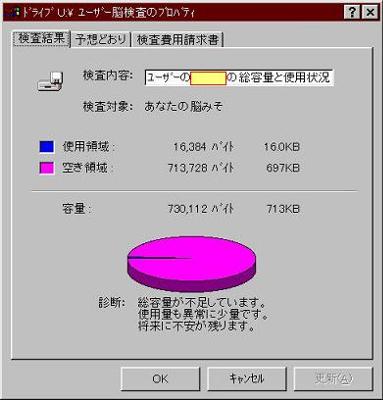 ﾄﾞﾗｲﾌﾞ U:¥ ﾕｰｻﾞｰ脳検査のﾌﾟﾛﾊﾟﾃｨ
検査結果 予想どおり 検査費用請求書
検査内容: ﾕｰｻﾞｰの の総容量と使用状況
検査対象: あなたの脳みそ
使用領域: 16,384 ﾊﾞｲﾄ 16.0KB
空き領域: 713,728 ﾊﾞｲﾄ 697KB
容量: 730,112 ﾊﾞｲﾄ 713KB
診断: 総容量が不足しています。
使用量も異常に少量です。
将来に不安が残ります。
OK ｷｬﾝｾﾙ 更新(A)